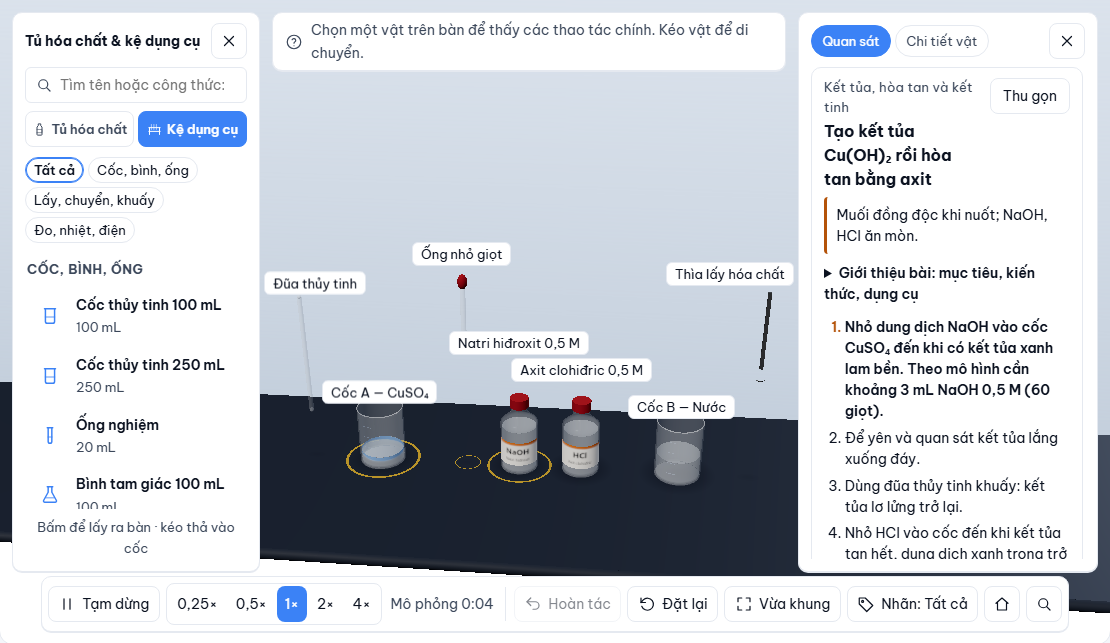 Tủ hóa chất & kệ dụng cụ
Tìm tên hoặc công thức:
Tủ hóa chất
Kệ dụng cụ
Tất cả
Cốc, bình, ống
Lấy, chuyển, khuấy
Đo, nhiệt, điện
CỐC, BÌNH, ỐNG
Cốc thủy tinh 100 mL
100 mL
Cốc thủy tinh 250 mL
250 mL
Ống nghiệm
20 mL
Bình tam giác 100 mL
100 mL
Bấm để lấy ra bàn · kéo thả vào
cốc
Chọn một vật trên bàn để thấy các thao tác chính. Kéo vật để di
chuyển.
Ống nhỏ giọt
Đũa thủy tinh
Thìa lấy hóa chất
Natri hiđroxit 0,5 M
Axit clohiđric 0,5 M
Cốc A — CuSO₄
Cốc B — Nước
NaOH
HCl
Quan sát
Chi tiết vật
Kết tủa, hòa tan và kết
tinh
Thu gọn
Tạo kết tủa
Cu(OH)₂ rồi hòa
tan bằng axit
Muối đồng độc khi nuốt; NaOH,
HCl ăn mòn.
Giới thiệu bài: mục tiêu, kiến
thức, dụng cụ
1. Nhỏ dung dịch NaOH vào cốc
CuSO₄ đến khi có kết tủa xanh
lam bền. Theo mô hình cần
khoảng 3 mL NaOH 0,5 M (60
giọt).
2. Để yên và quan sát kết tủa lắng
xuống đáy.
3. Dùng đũa thủy tinh khuấy: kết
tủa lơ lửng trở lại.
4. Nhỏ HCl vào cốc đến khi kết tủa
tan hết, dung dịch xanh trong trở
Tạm dừng
0,25×
0,5×
1×
2×
4×
Mô phỏng 0:04
Hoàn tác
Đặt lại
Vừa khung
Nhãn: Tất cả